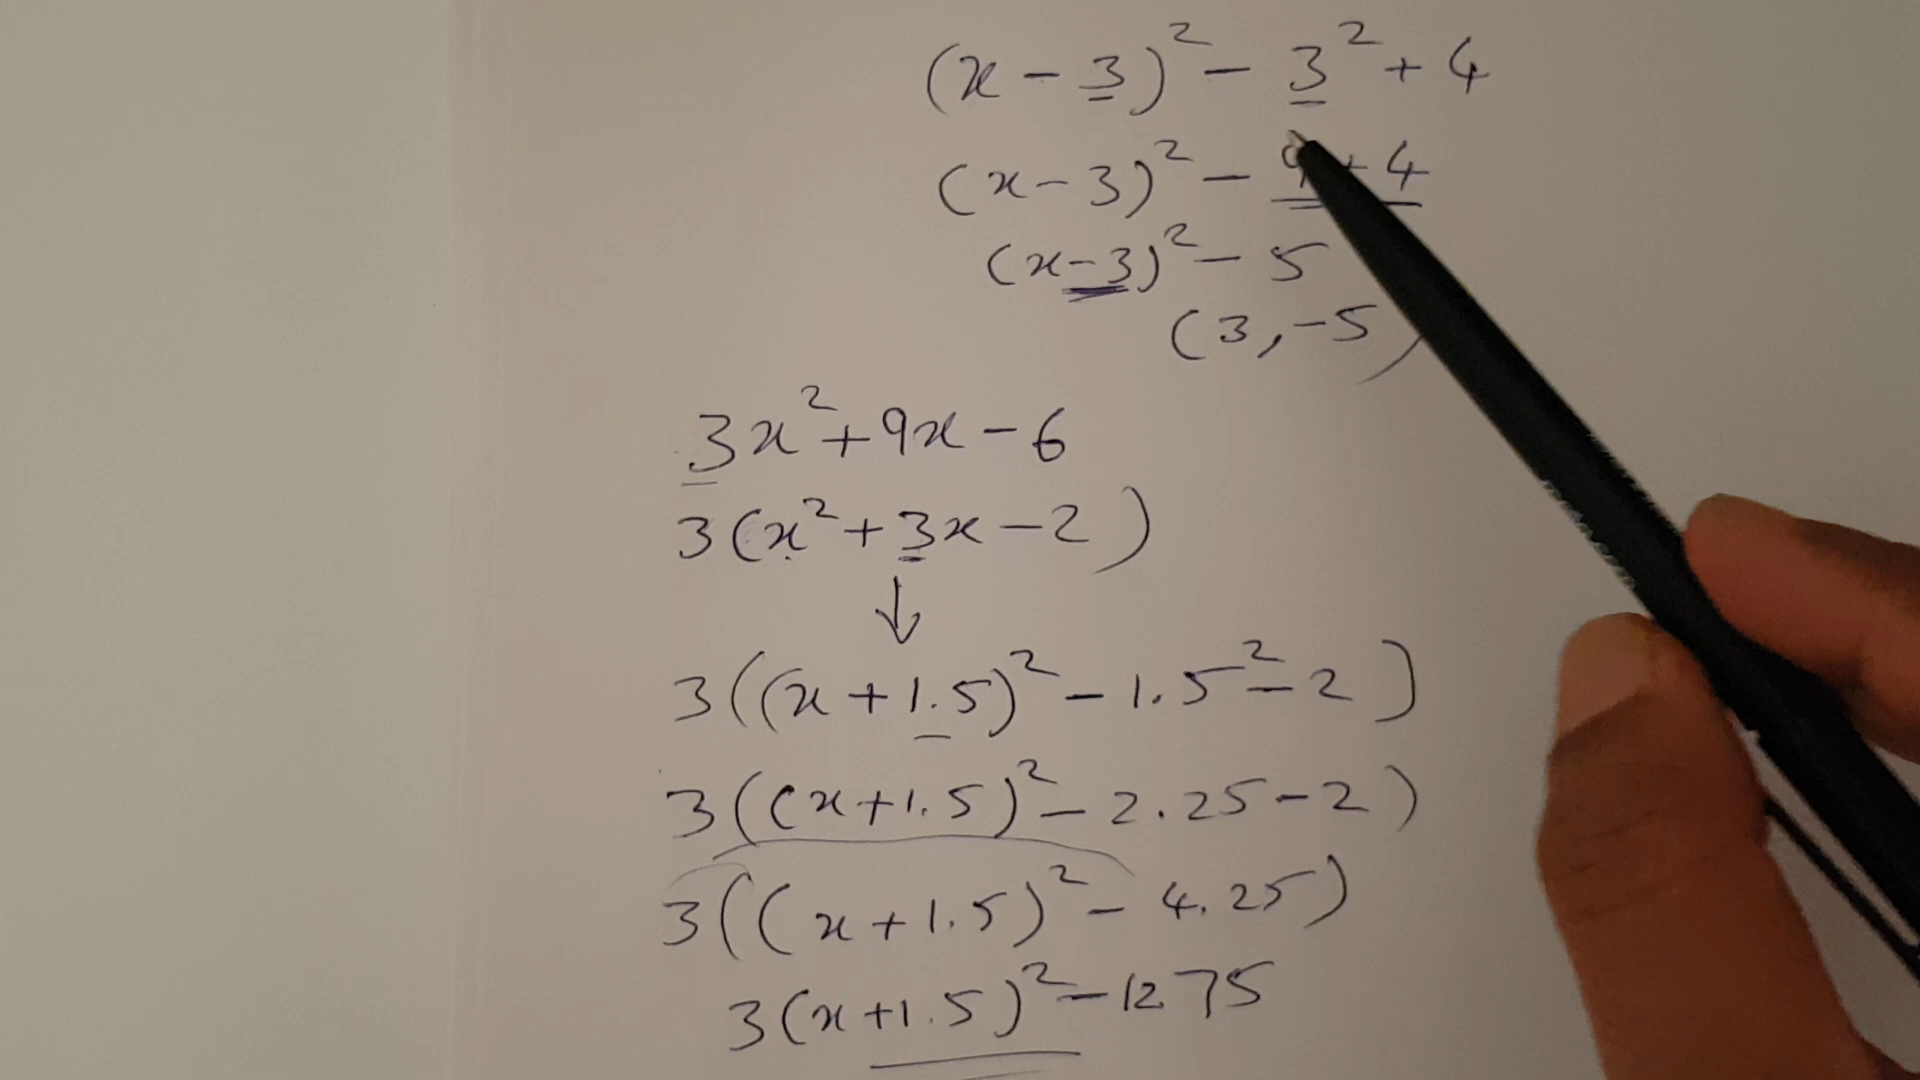 (x - 3)² - 3² + 4
(x - 3)² - 9 + 4
(x - 3)² - 5
(3, -5)
3x² + 9x - 6
3(x² + 3x - 2)
↓
3((x + 1.5)² - 1.5² - 2)
3((x + 1.5)² - 2.25 - 2)
3((x + 1.5)² - 4.25)
3(x + 1.5)² - 12.75